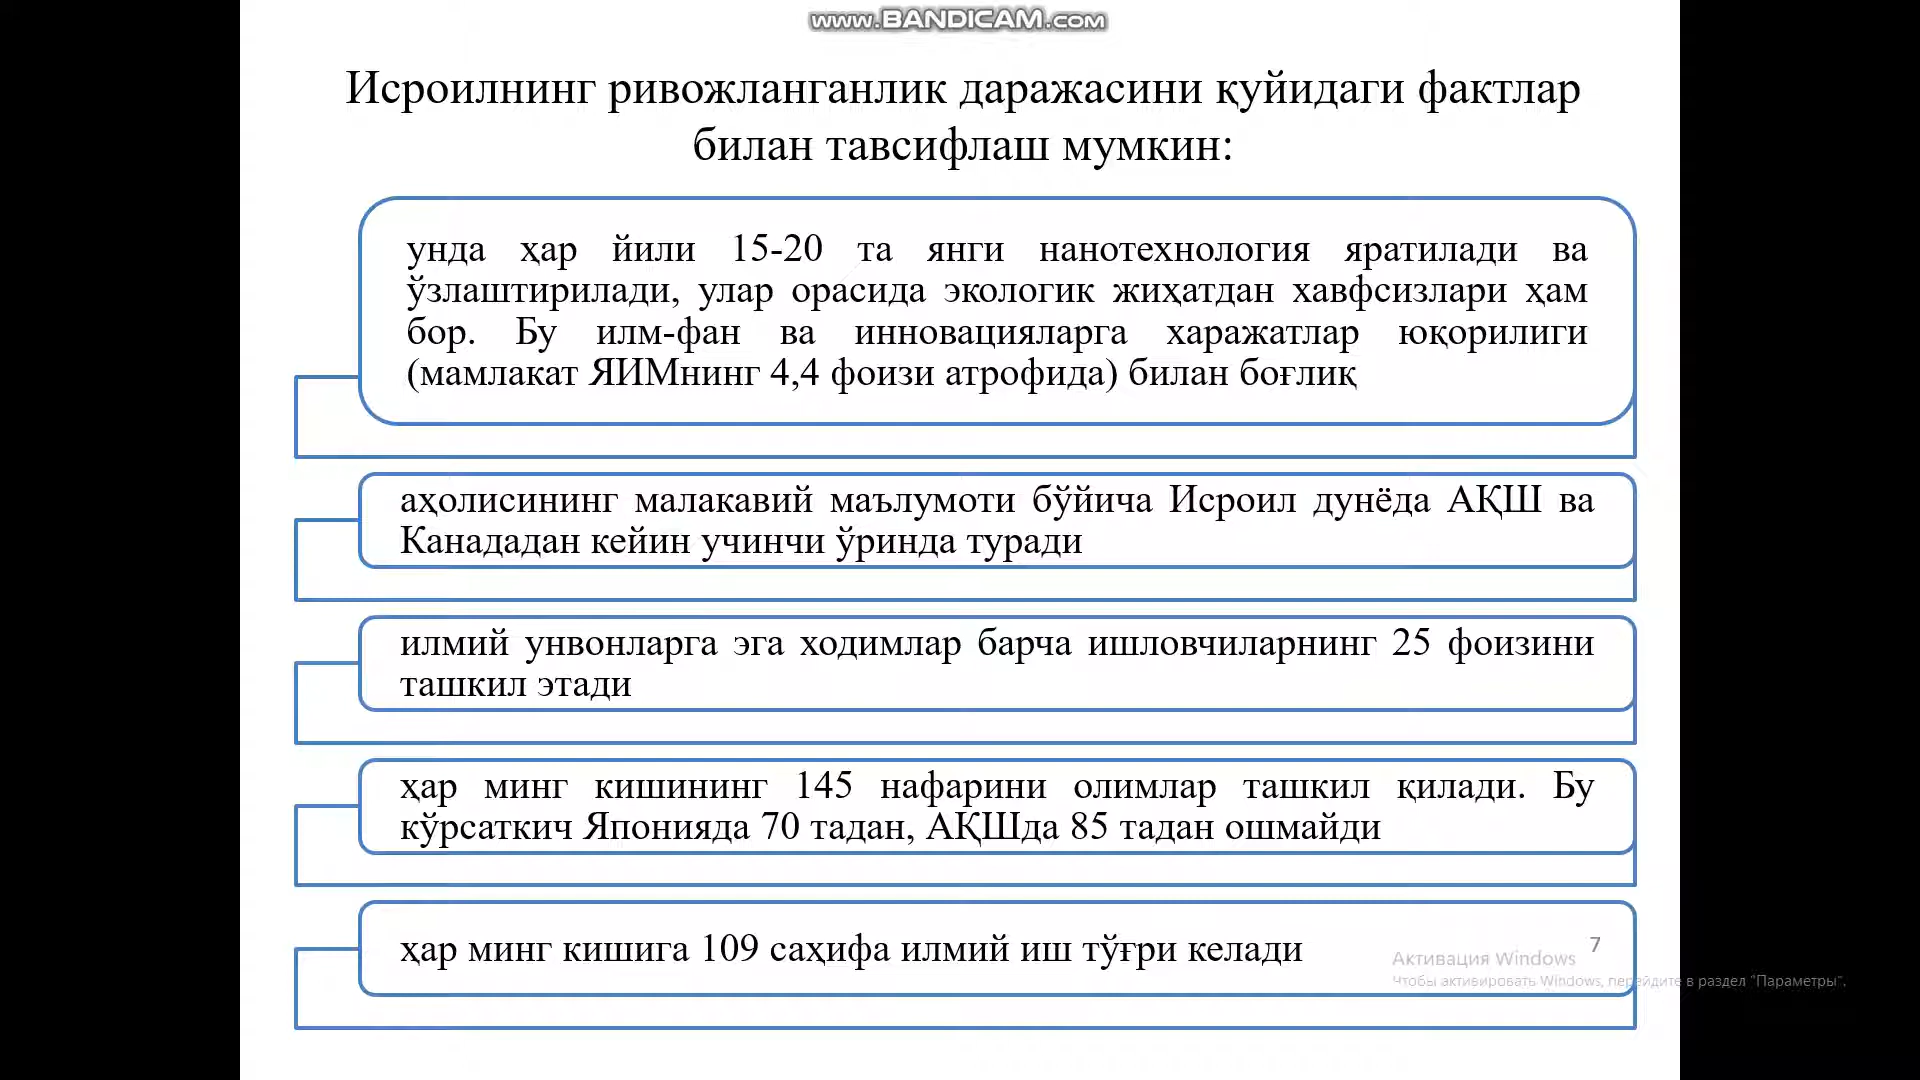 www.BANDICAM.com
Исроилнинг ривожланганлик даражасини қуйидаги фактлар
билан тавсифлаш мумкин:
унда ҳар йили 15-20 та янги нанотехнология яратилади ва
ўзлаштирилади, улар орасида экологик жиҳатдан хавфсизлари ҳам
бор. Бу илм-фан ва инновацияларга харажатлар юқорилиги
(мамлакат ЯИМнинг 4,4 фоизи атрофида) билан боғлиқ
аҳолисининг малакавий маълумоти бўйича Исроил дунёда АҚШ ва
Канададан кейин учинчи ўринда туради
илмий унвонларга эга ходимлар барча ишловчиларнинг 25 фоизини
ташкил этади
ҳар минг кишининг 145 нафарини олимлар ташкил қилади. Бу
кўрсаткич Японияда 70 тадан, АҚШда 85 тадан ошмайди
ҳар минг кишига 109 саҳифа илмий иш тўғри келади
7
Активация Windows
Чтобы активировать Windows, перейдите в раздел "Параметры".